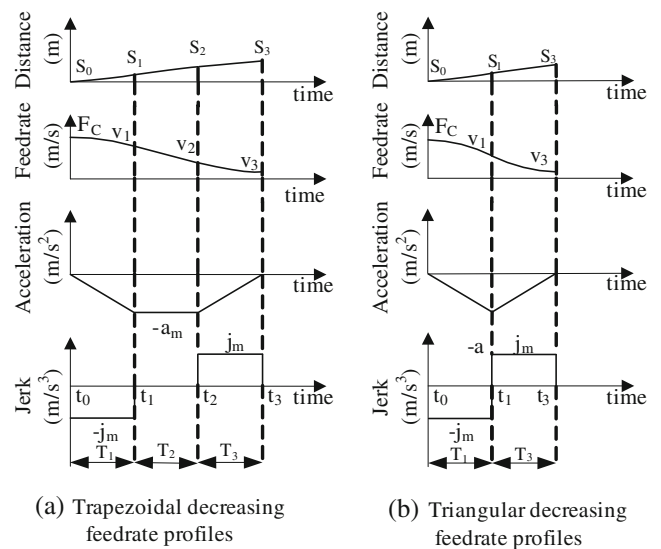 Distance
(m)
S0 S1 S2 S3
time
Feedrate
(m/s)
FC v1 v2 v3
time
Acceleration
(m/s²)
-am
time
Jerk
(m/s³)
jm
t0 t1 t2 t3
time
-jm
T1 T2 T3
(a) Trapezoidal decreasing
feedrate profiles
Distance
(m)
S0 S1 S3
time
Feedrate
(m/s)
FC v1 v3
time
Acceleration
(m/s²)
time
Jerk
(m/s³)
-a jm
t0 t1 t3
time
-jm
T1 T3
(b) Triangular decreasing
feedrate profiles